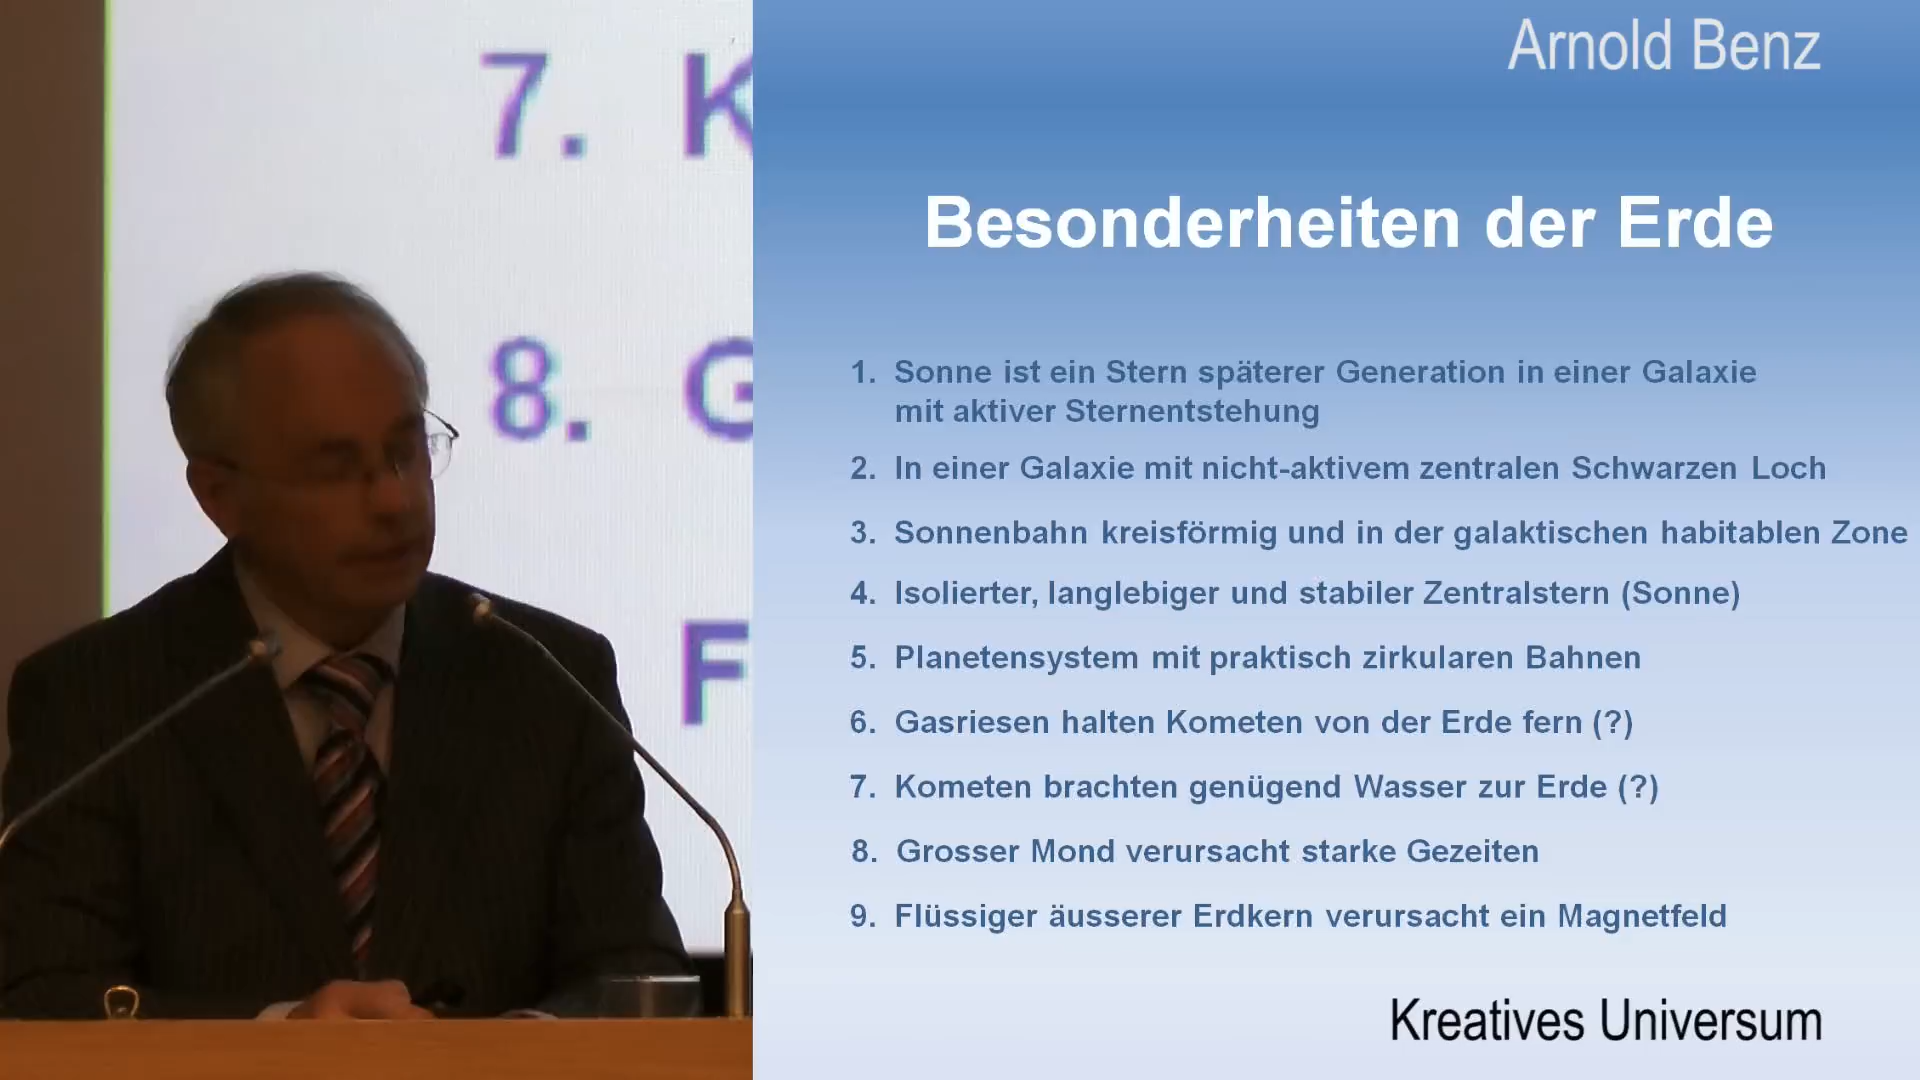 7. K
8. G
F
Arnold Benz
Besonderheiten der Erde
1. Sonne ist ein Stern späterer Generation in einer Galaxie
mit aktiver Sternentstehung
2. In einer Galaxie mit nicht-aktivem zentralen Schwarzen Loch
3. Sonnenbahn kreisförmig und in der galaktischen habitablen Zone
4. Isolierter, langlebiger und stabiler Zentralstern (Sonne)
5. Planetensystem mit praktisch zirkularen Bahnen
6. Gasriesen halten Kometen von der Erde fern (?)
7. Kometen brachten genügend Wasser zur Erde (?)
8. Grosser Mond verursacht starke Gezeiten
9. Flüssiger äusserer Erdkern verursacht ein Magnetfeld
Kreatives Universum